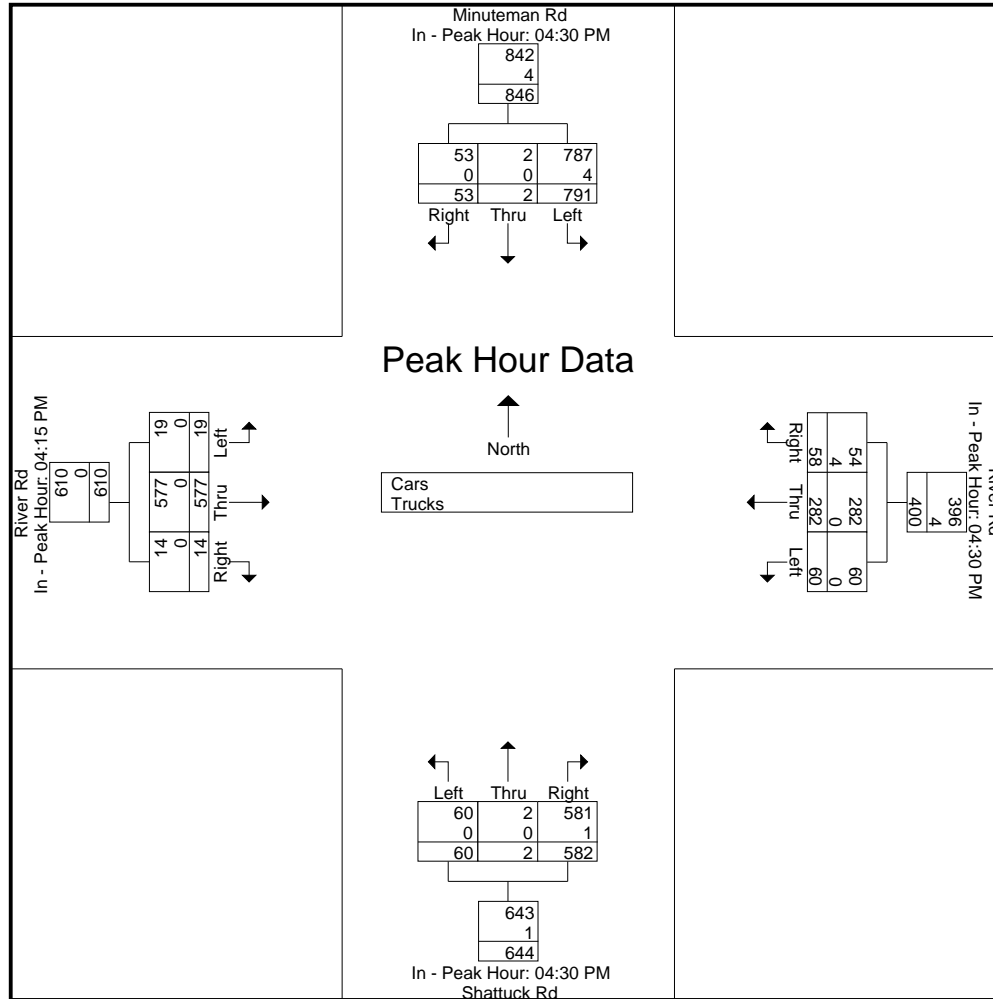 Minuteman Rd
In - Peak Hour: 04:30 PM
842
4
846
53 2 787
0 0 4
53 2 791
Right Thru Left
Peak Hour Data
North
Cars
Trucks
River Rd
In - Peak Hour: 04:15 PM
610
0
610
Left 19 0 19
Thru 577 0 577
Right 14 0 14
River Rd
In - Peak Hour: 04:30 PM
396
4
400
Right 54 4 58
Thru 282 0 282
Left 60 0 60
Left Thru Right
60 2 581
0 0 1
60 2 582
643
1
644
In - Peak Hour: 04:30 PM
Shattuck Rd